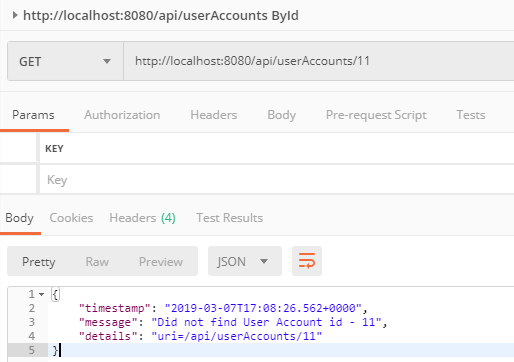 http://localhost:8080/api/userAccounts ById
GET http://localhost:8080/api/userAccounts/11
Params Authorization Headers Body Pre-request Script Tests
KEY
Key
Body Cookies Headers (4) Test Results
Pretty Raw Preview JSON
1 {
2 "timestamp": "2019-03-07T17:08:26.562+0000",
3 "message": "Did not find User Account id - 11",
4 "details": "uri=/api/userAccounts/11"
5 }